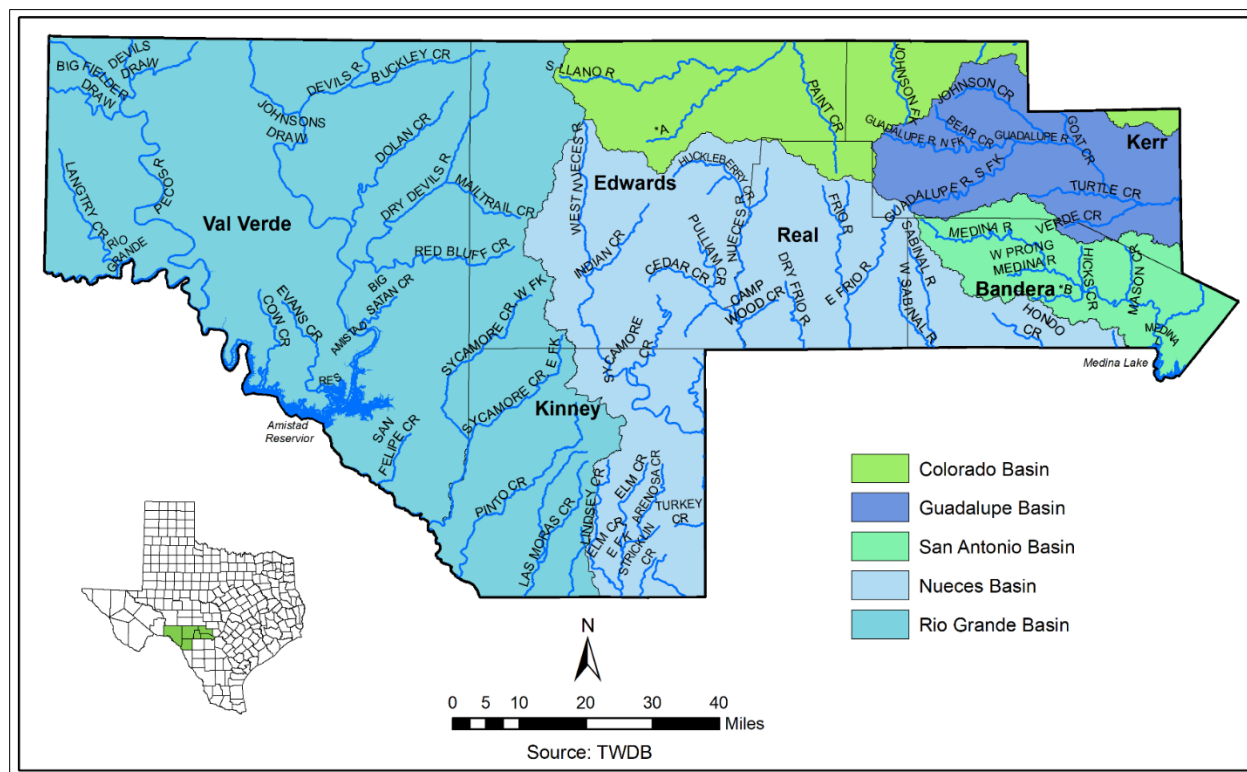 DEVILS
DRAW
BIG FIELDER
DRAW
DEVILS R
BUCKLEY CR
JOHNSONS
DRAW
DOLAN CR
PECOS R
LANGTRY CR
RIO
GRANDE
Val Verde
DRY DEVILS R
MAILTRAIL CR
RED BLUFF CR
BIG
SATAN CR
EVANS CR
COW CR
AMISTAD
RES
Amistad
Reservior
SAN
FELIPE CR
SYCAMORE CR, W FK
SYCAMORE CR
E FK
Kinney
PINTO CR
LAS MORAS CR
LINDSEY CR
ELM CR
ELM CR
E FK
ARENOSA CR
STRICKLIN
CR
TURKEY
CR
S LLANO R
*A
PAINT CR
JOHNSON FK
WEST NUECES R
Edwards
HUCKLEBERRY CR
INDIAN CR
PULLIAM CR
NUECES R
CEDAR CR
CAMP
WOOD CR
SYCAMORE
CR
Real
FRIO R
DRY FRIO R
E FRIO R
SABINAL R
W SABINAL R
JOHNSON CR
BEAR CR
GUADALUPE R, N FK
GUADALUPE R
GOAT CR
Kerr
GUADALUPE R, S FK
TURTLE CR
VERDE CR
MEDINA R
W PRONG
MEDINA R
Bandera
*B
HICKS CR
MASON CR
HONDO
CR
MEDINA
Medina Lake
Colorado Basin
Guadalupe Basin
San Antonio Basin
Nueces Basin
Rio Grande Basin
N
0 5 10 20 30 40
Miles
Source: TWDB